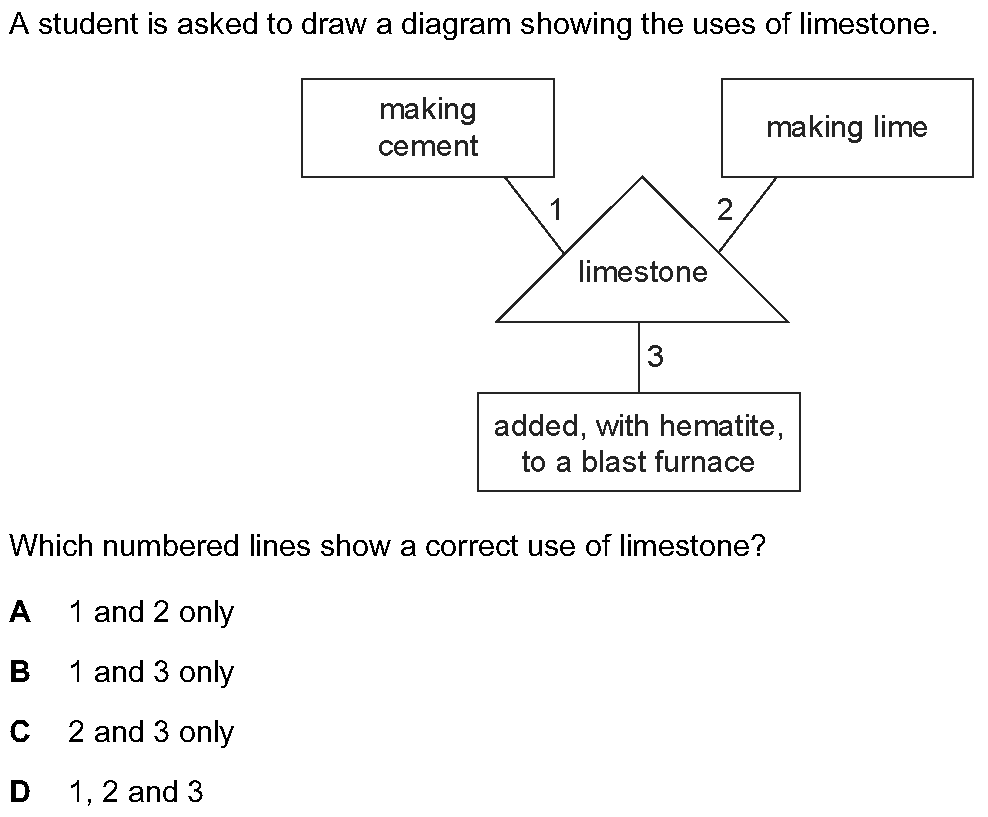 A student is asked to draw a diagram showing the uses of limestone.
making
cement
making lime
1
2
limestone
3
added, with hematite,
to a blast furnace
Which numbered lines show a correct use of limestone?
A 1 and 2 only
B 1 and 3 only
C 2 and 3 only
D 1, 2 and 3